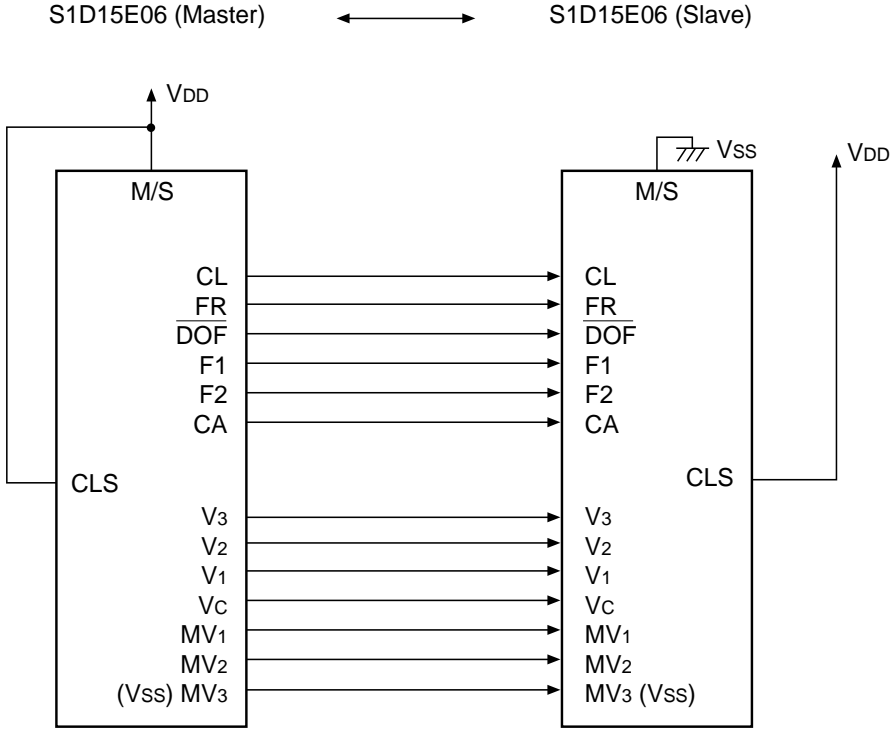 S1D15E06 (Master) S1D15E06 (Slave)
VDD
VSS
VDD
M/S M/S
CL CL
FR FR
DOF DOF
F1 F1
F2 F2
CA CA
CLS CLS
V3 V3
V2 V2
V1 V1
VC VC
MV1 MV1
MV2 MV2
(VSS) MV3 MV3 (VSS)